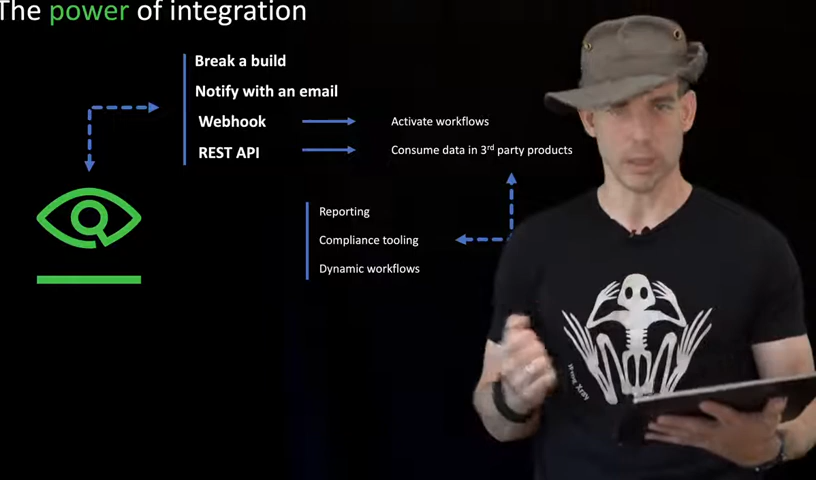 The power of integration
Break a build
Notify with an email
Webhook
Activate workflows
REST API
Consume data in 3rd party products
Reporting
Compliance tooling
Dynamic workflows